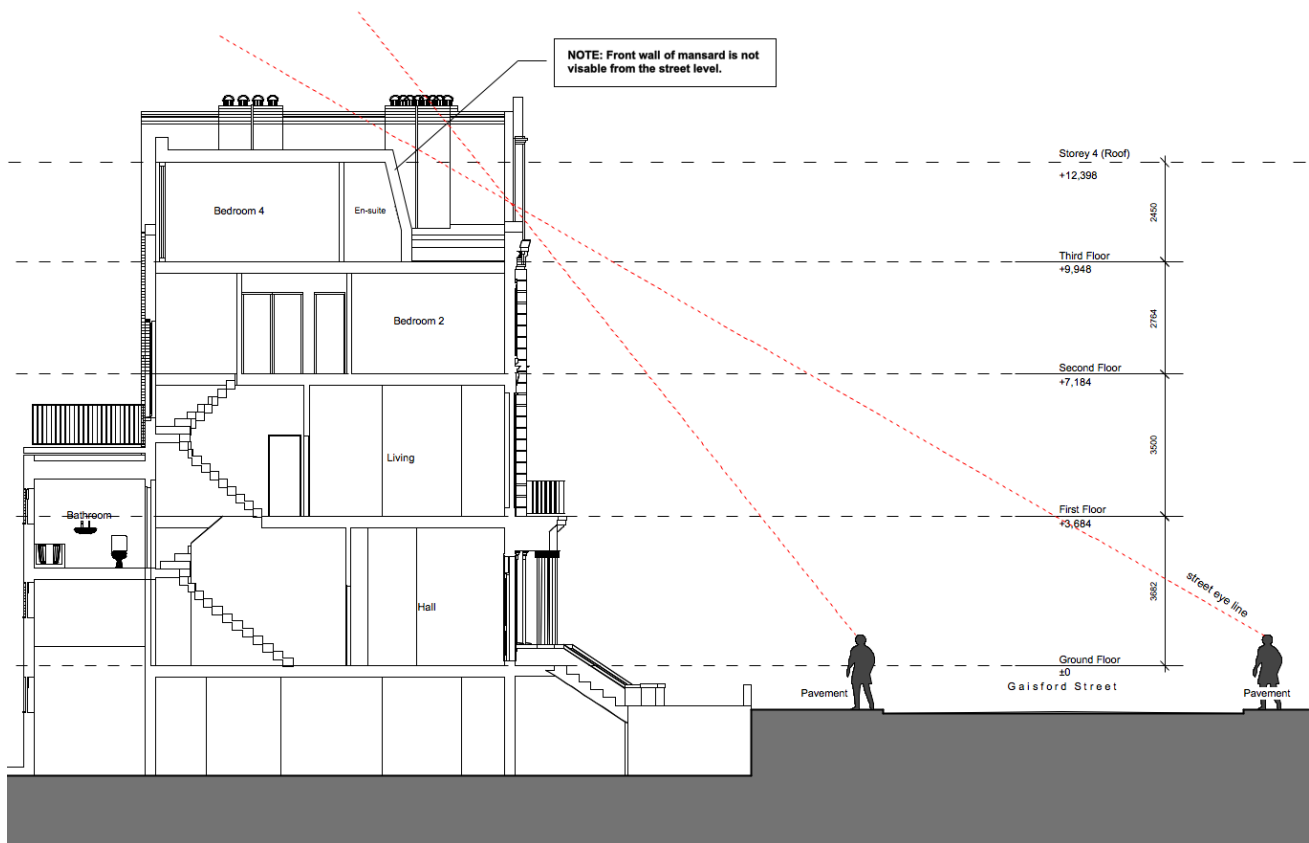 NOTE: Front wall of mansard is not
visable from the street level.
Storey 4 (Roof)
+12,398
2450
Bedroom 4
En-suite
Third Floor
+9,948
2764
Bedroom 2
Second Floor
+7,184
3500
Living
First Floor
+3,684
Bathroom
street eye line
3682
Hall
Ground Floor
±0
Pavement
Gaisford Street
Pavement